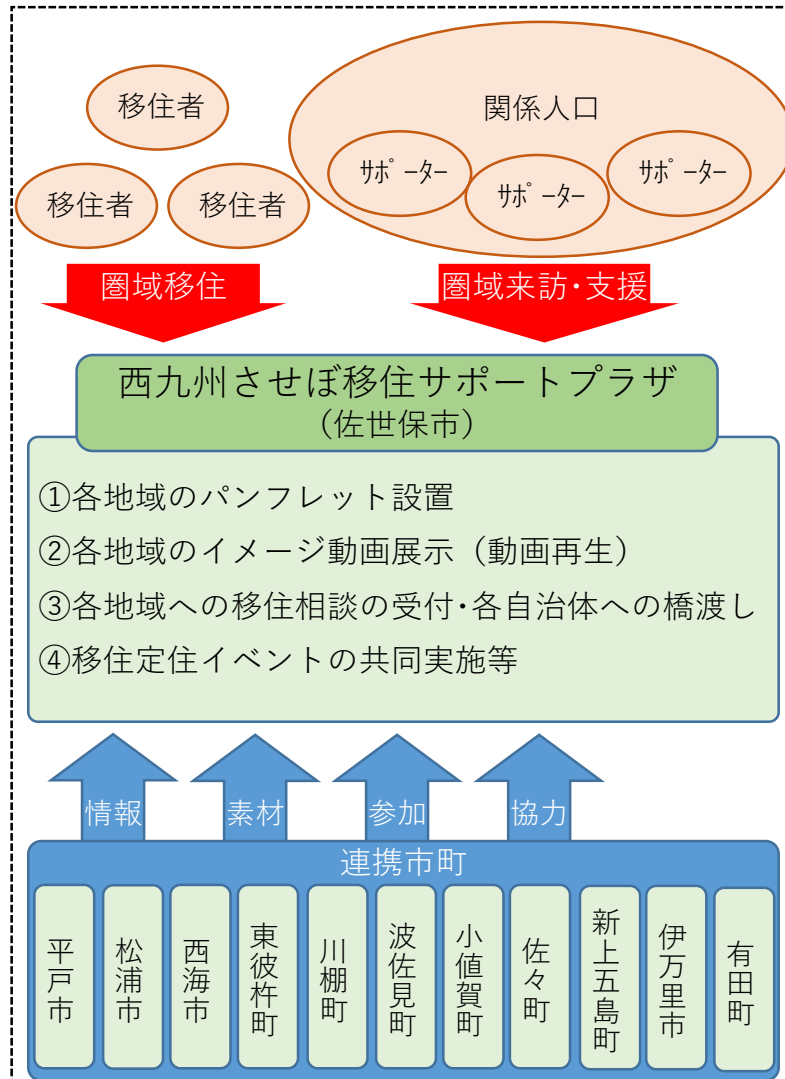 移住者
関係人口
移住者
移住者
ｻﾎﾟｰﾀｰ
ｻﾎﾟｰﾀｰ
ｻﾎﾟｰﾀｰ
圏域移住
圏域来訪･支援
西九州させぼ移住サポートプラザ
（佐世保市）
①各地域のパンフレット設置
②各地域のイメージ動画展示（動画再生）
③各地域への移住相談の受付･各自治体への橋渡し
④移住定住イベントの共同実施等
情報
素材
参加
協力
連携市町
平戸市
松浦市
西海市
東彼杵町
川棚町
波佐見町
小値賀町
佐々町
新上五島町
伊万里市
有田町